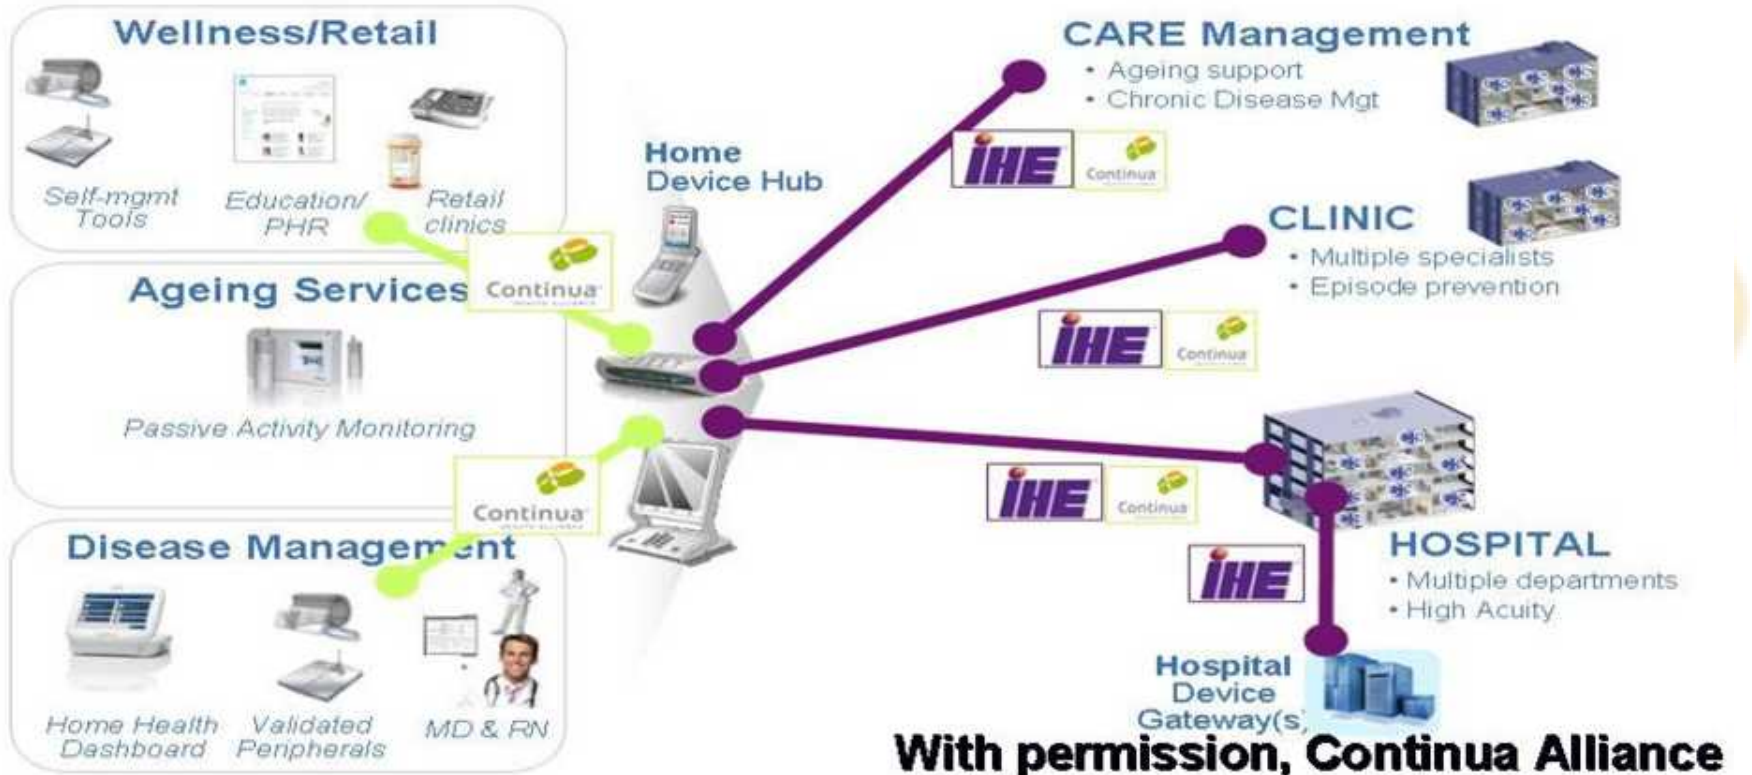 Wellness/Retail
Self-mgmt
Tools
Education/
PHR
Retail
clinics
Continua
Ageing Services
Passive Activity Monitoring
Continua
Disease Management
Home Health
Dashboard
Validated
Peripherals
MD & RN
Home
Device Hub
CARE Management
• Ageing support
• Chronic Disease Mgt
IHE
Continua
CLINIC
• Multiple specialists
• Episode prevention
IHE
Continua
IHE
Continua
HOSPITAL
• Multiple departments
• High Acuity
IHE
Hospital
Device
Gateway(s)
With permission, Continua Alliance